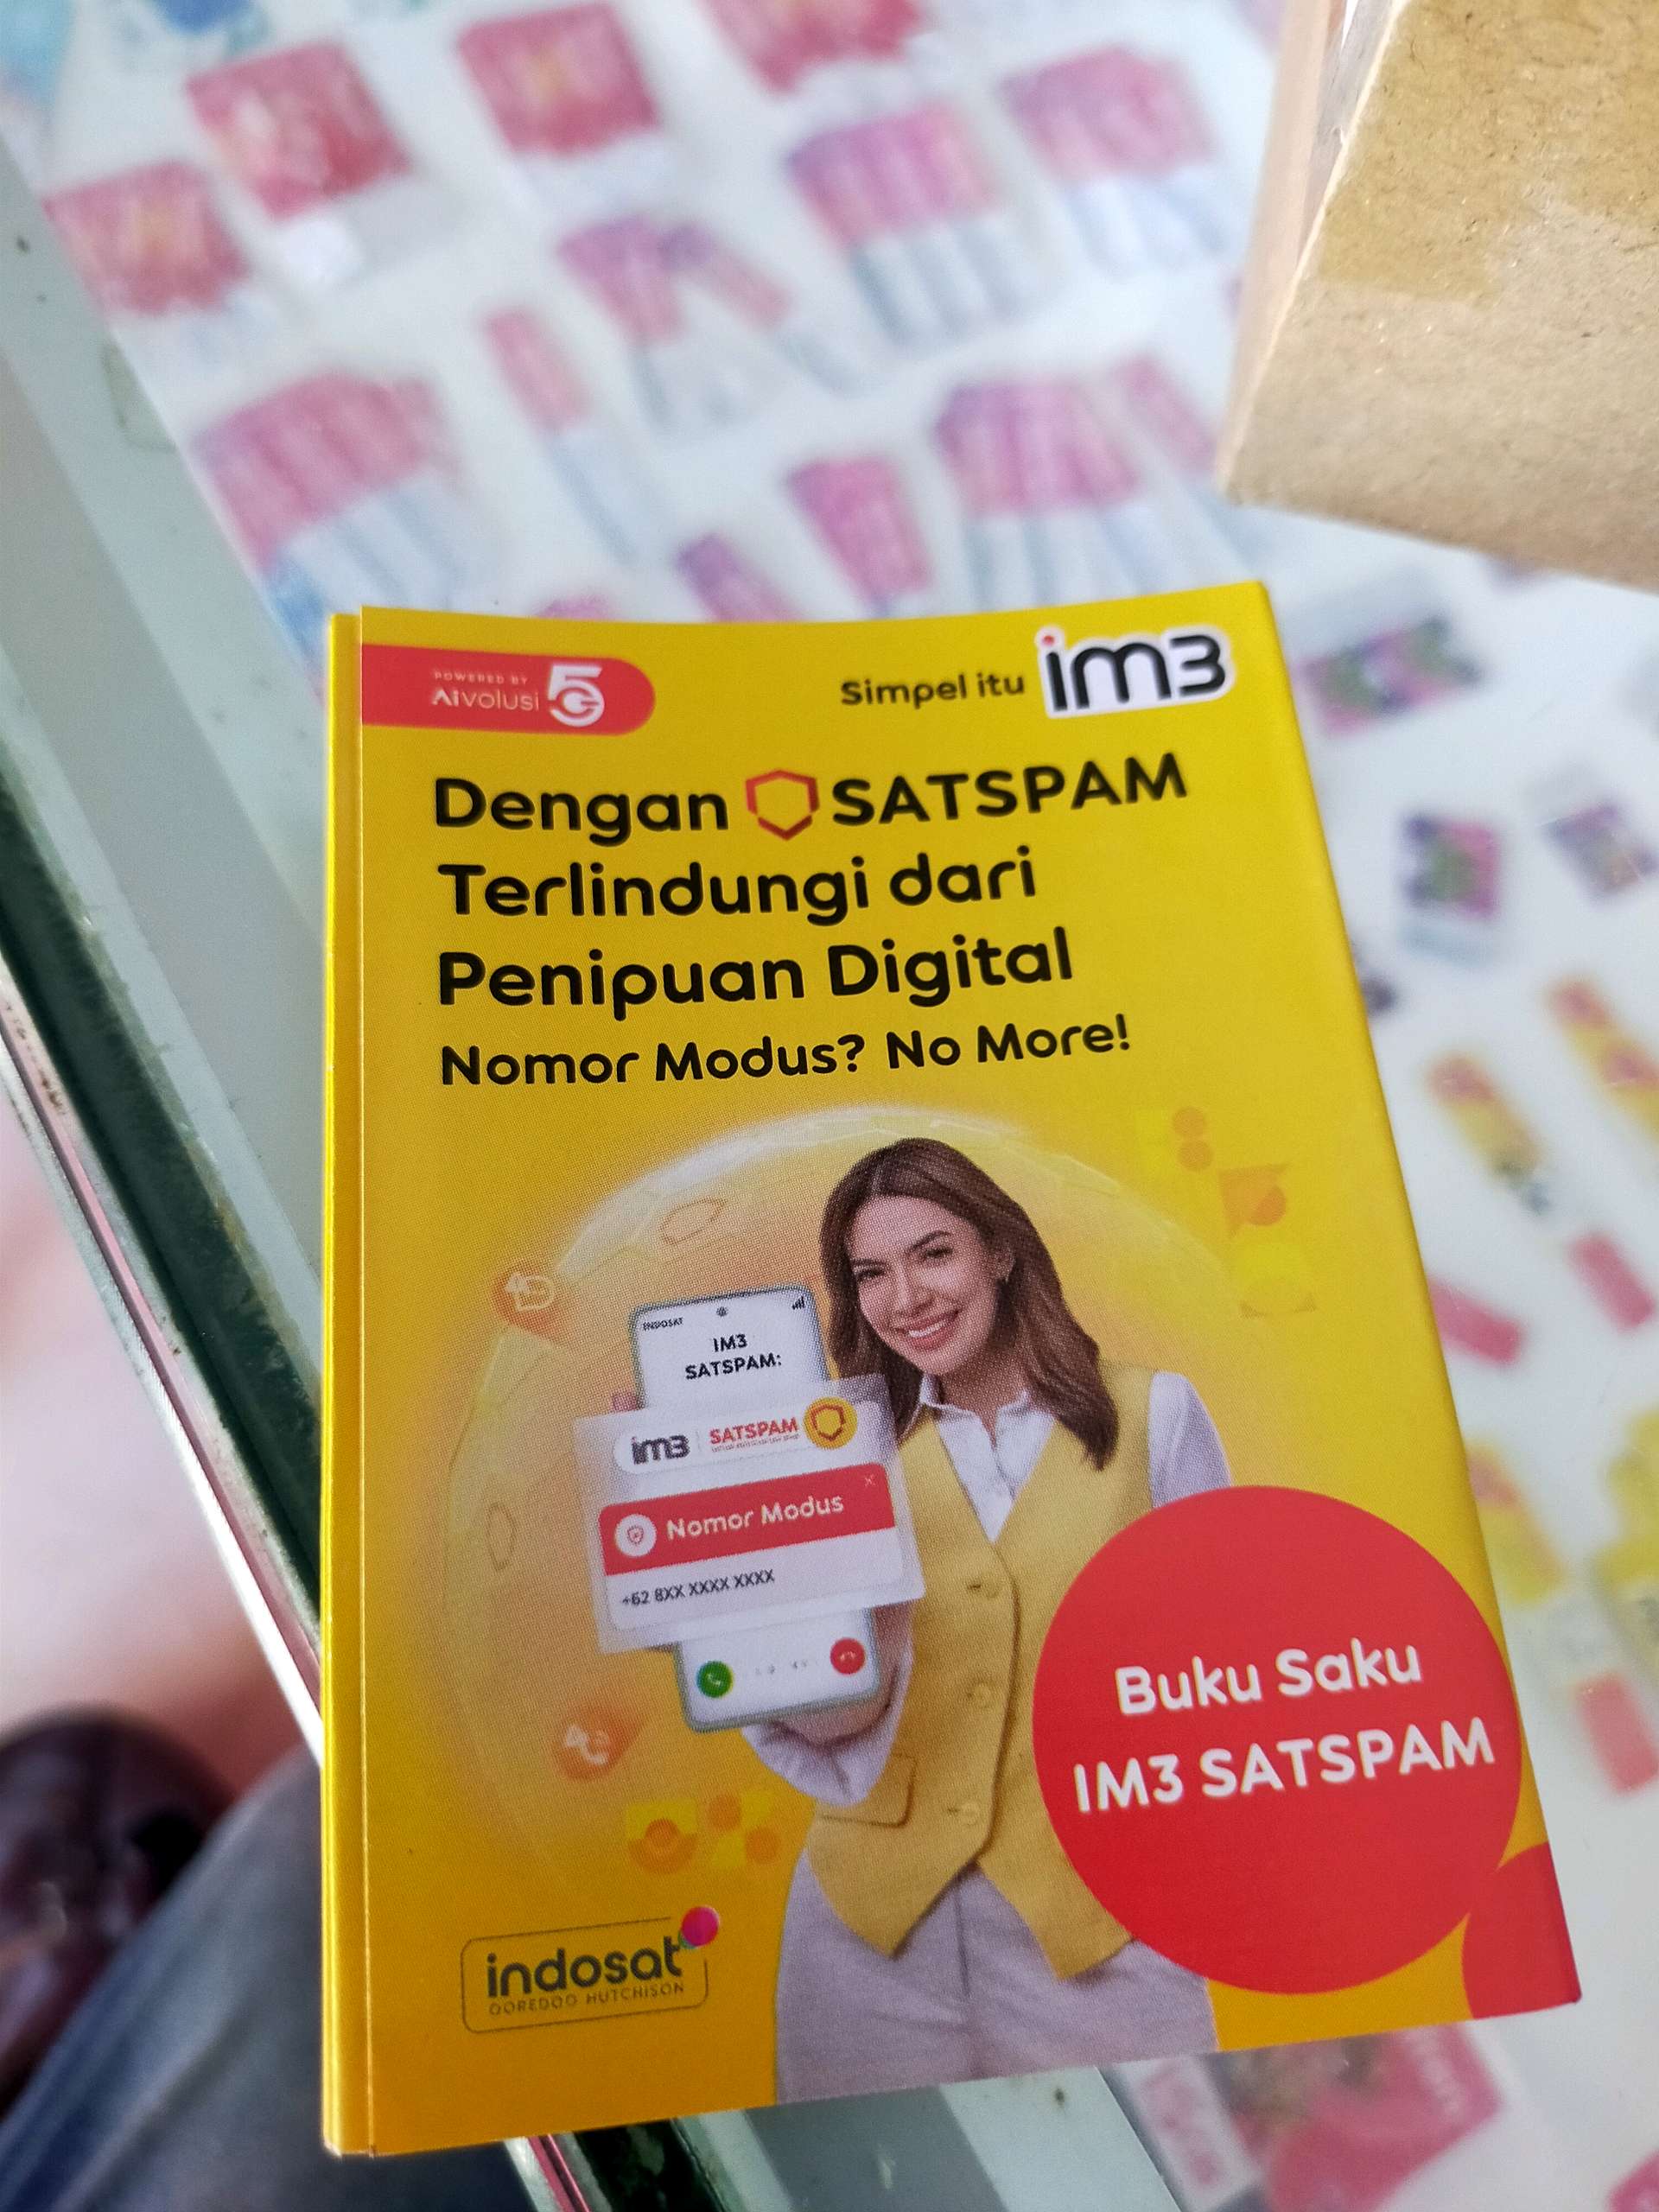 POWERED BY
AIvolusi 5G
Simpel itu im3
Dengan SATSPAM
Terlindungi dari
Penipuan Digital
Nomor Modus? No More!
INDOSAT
IM3
SATSPAM:
im3 SATSPAM
Nomor Modus
+62 8XX XXXX XXXX
Buku Saku
IM3 SATSPAM
indosat
OOREDOO HUTCHISON